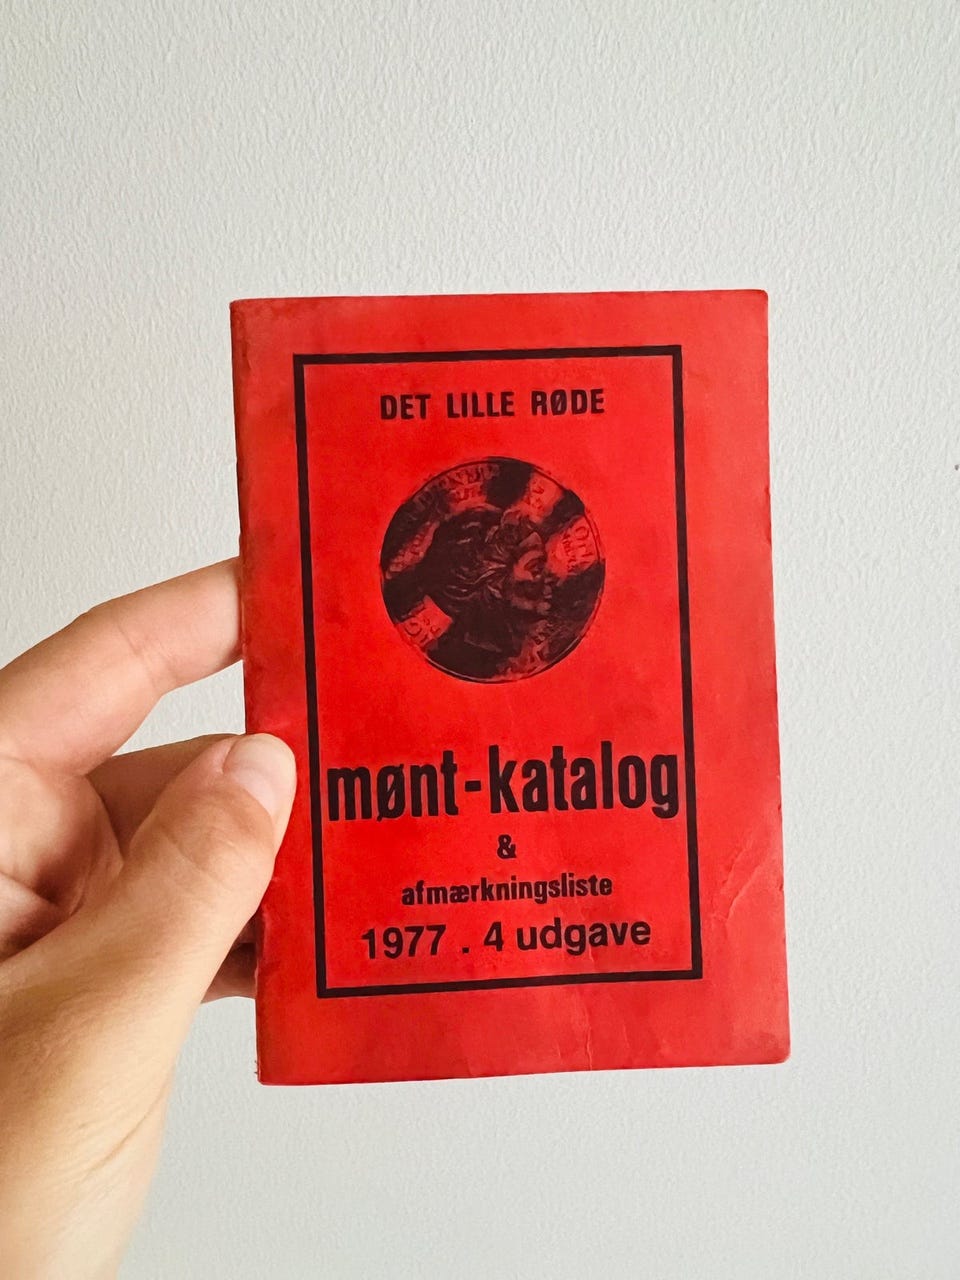 DET LILLE RØDE
mønt-katalog
&
afmærkningsliste
1977 . 4 udgave